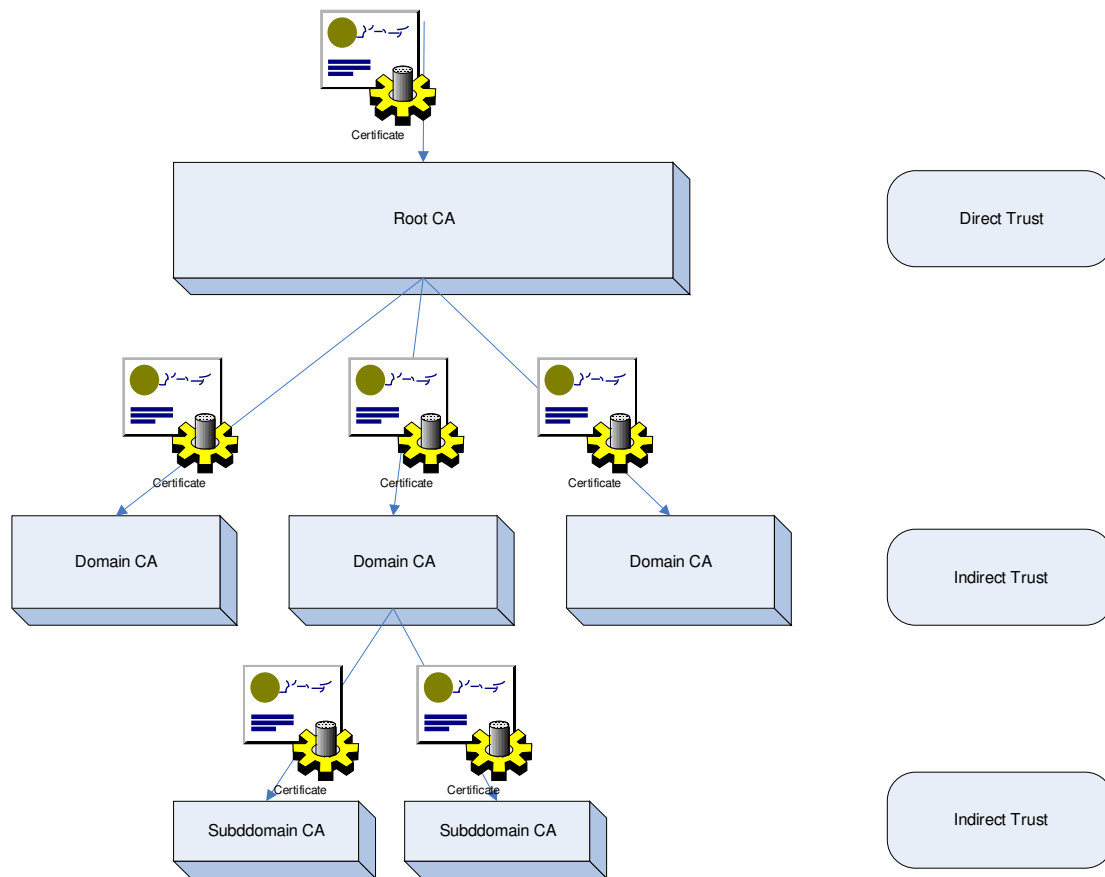 Certificate
Root CA
Direct Trust
Certificate
Certificate
Certificate
Domain CA
Domain CA
Domain CA
Indirect Trust
Certificate
Certificate
Subddomain CA
Subddomain CA
Indirect Trust